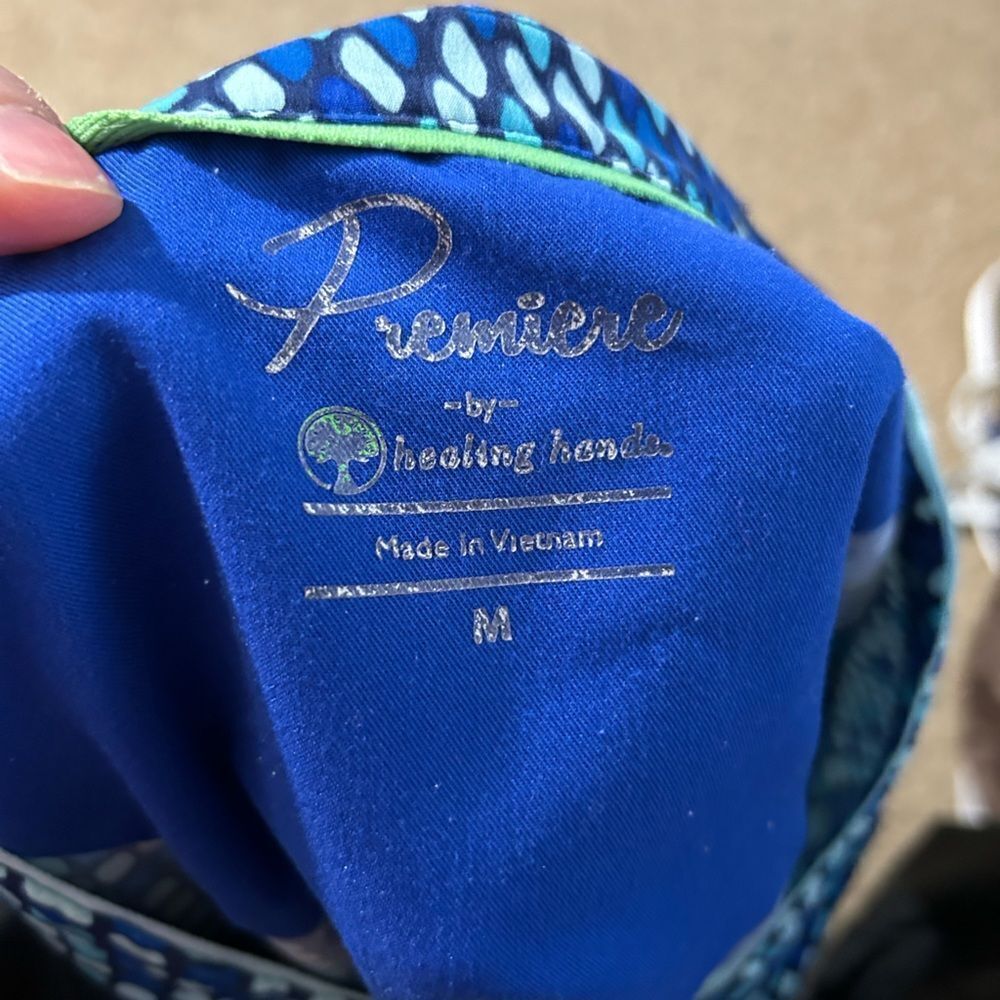 Premiere
-by-
healing hands.
Made In Vietnam
M